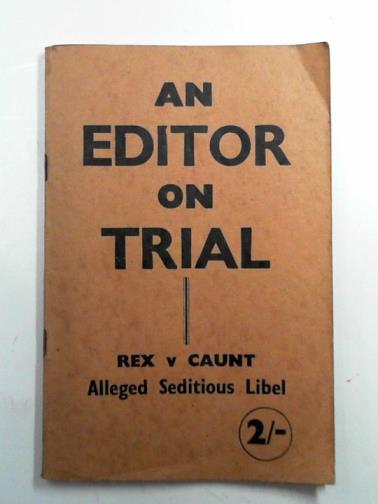 AN
EDITOR
ON
TRIAL
REX v CAUNT
Alleged Seditious Libel
2/-